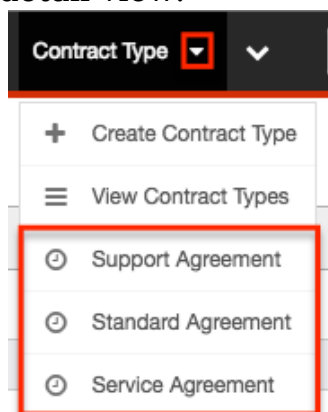 Contract Type
Create Contract Type
View Contract Types
Support Agreement
Standard Agreement
Service Agreement